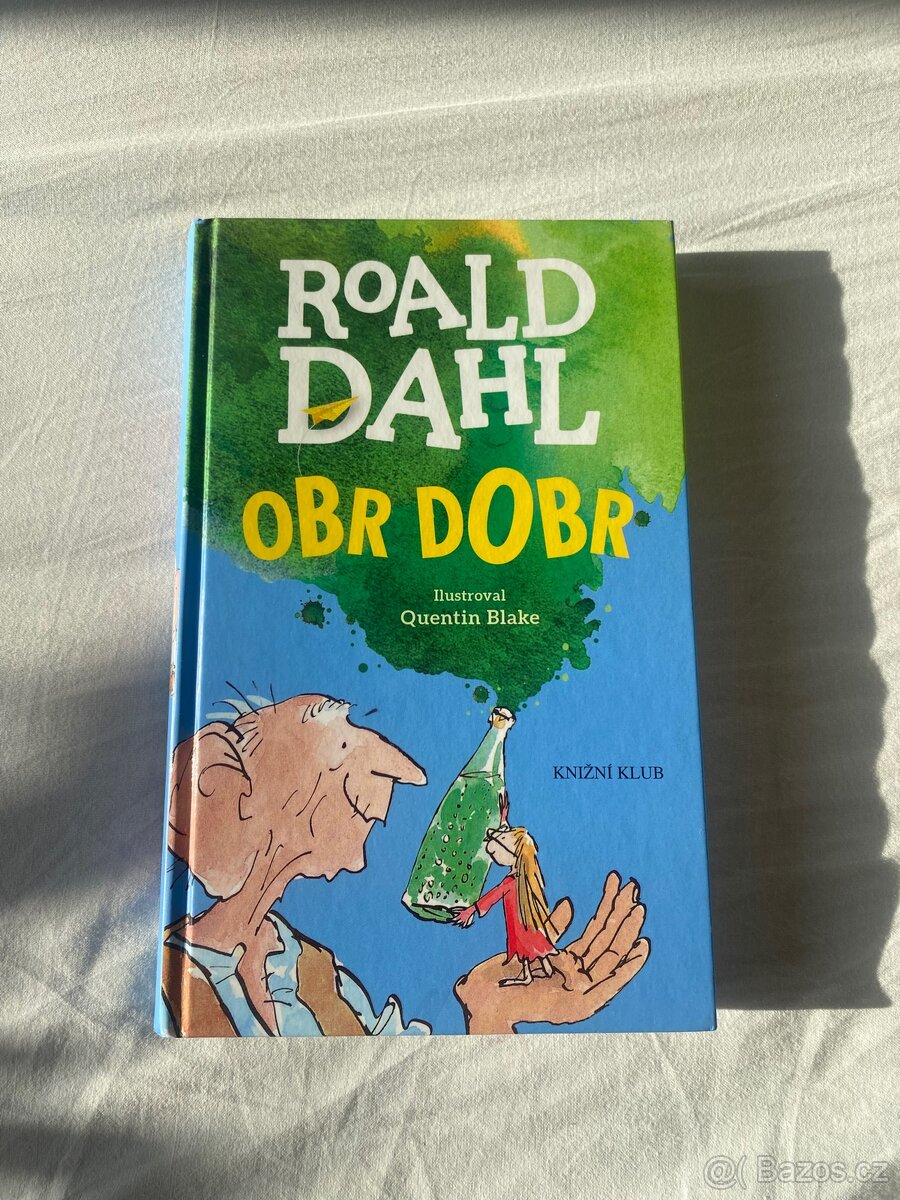 ROALD
DAHL
OBR DOBR
Ilustroval
Quentin Blake
KNIŽNÍ KLUB
@( Bazos.cz